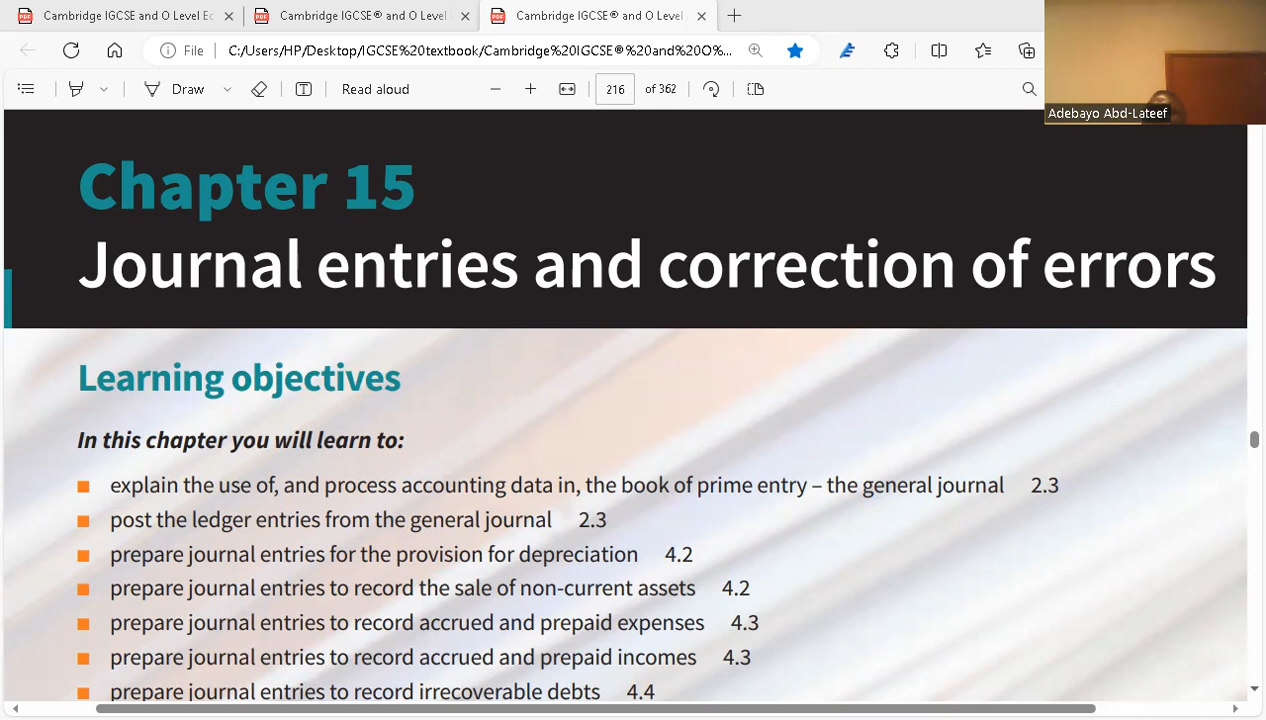 Cambridge IGCSE and O Level Ec
Cambridge IGCSE® and O Level
Cambridge IGCSE® and O Level
File
C:/Users/HP/Desktop/IGCSE%20textbook/Cambridge%20IGCSE®%20and%20O%...
Draw
Read aloud
216 of 362
Adebayo Abd-Lateef
Chapter 15
Journal entries and correction of errors
Learning objectives
In this chapter you will learn to:
explain the use of, and process accounting data in, the book of prime entry – the general journal 2.3
post the ledger entries from the general journal 2.3
prepare journal entries for the provision for depreciation 4.2
prepare journal entries to record the sale of non-current assets 4.2
prepare journal entries to record accrued and prepaid expenses 4.3
prepare journal entries to record accrued and prepaid incomes 4.3
prepare journal entries to record irrecoverable debts 4.4